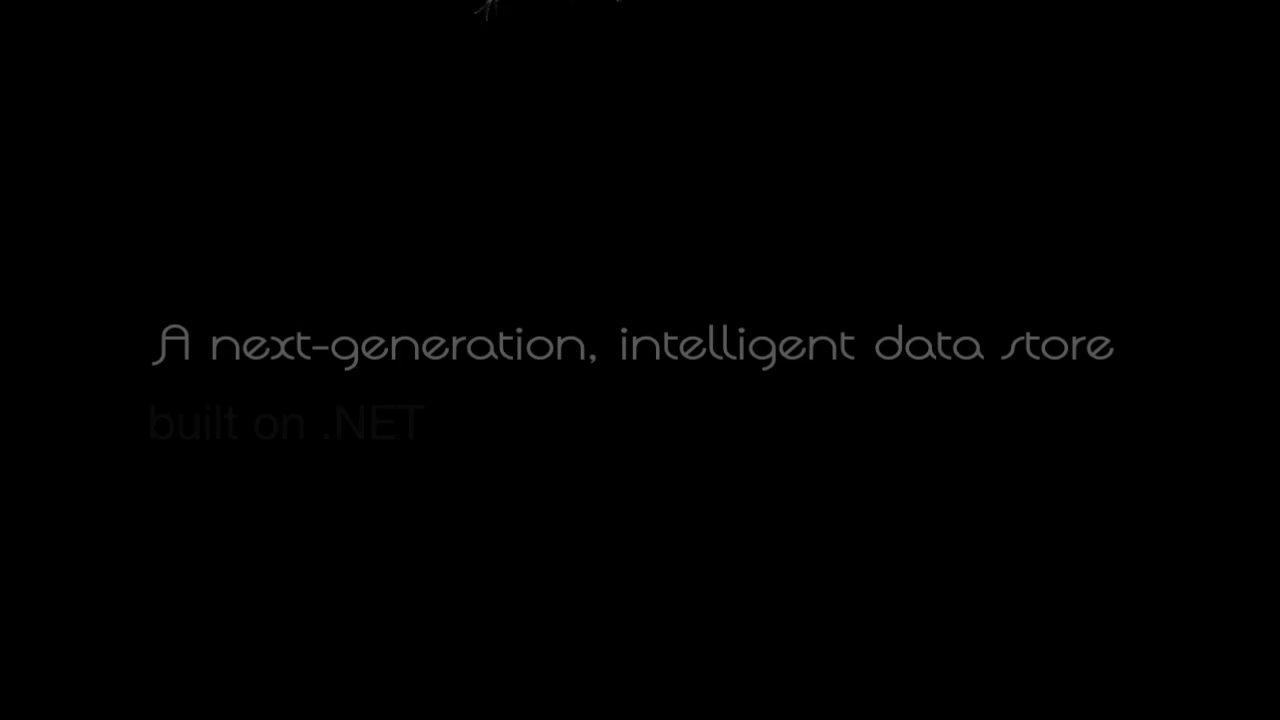 A next-generation, intelligent data store
built on .NET